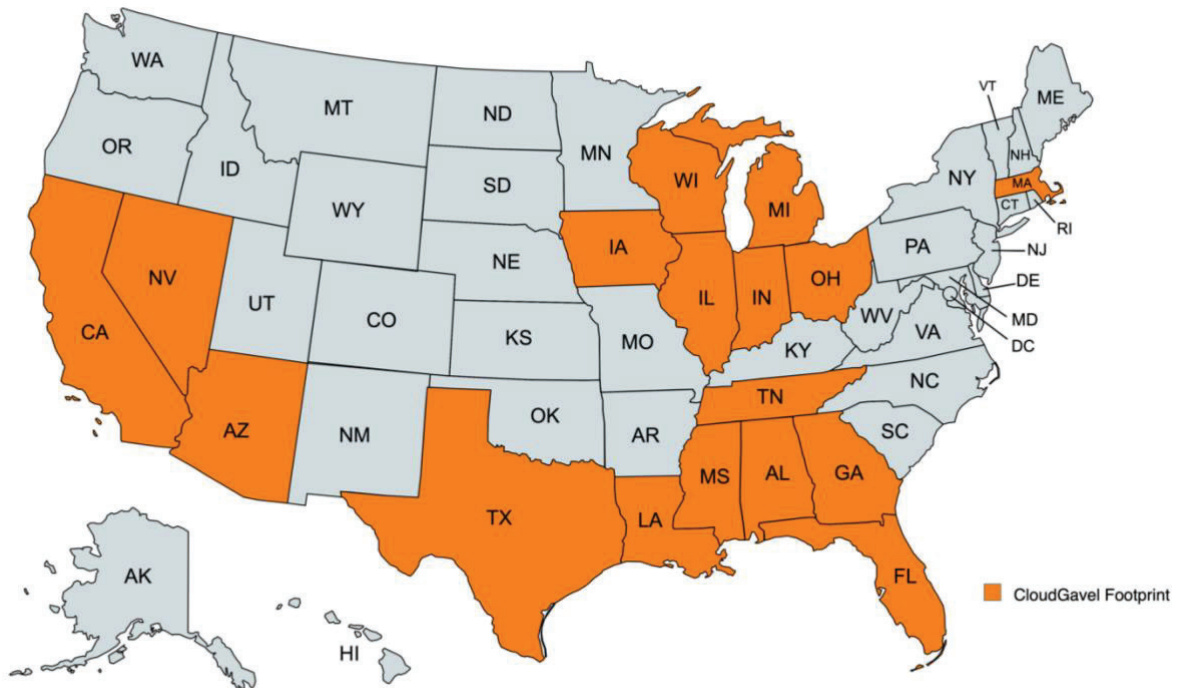 WA
MT
ND
MN
VT
ME
OR
ID
SD
WI
NY
NH
MA
WY
MI
CT
RI
IA
PA
NJ
NE
NV
UT
IL
IN
OH
DE
CA
CO
KS
MO
WV
VA
MD
DC
KY
NC
TN
AZ
NM
OK
AR
SC
MS
AL
GA
TX
LA
AK
FL
CloudGavel Footprint
HI